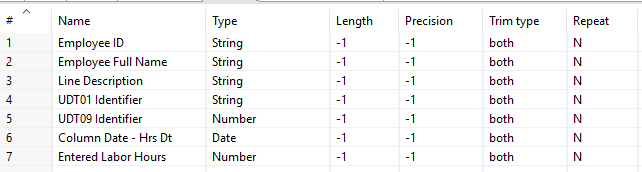 # Name Type Length Precision Trim type Repeat
1 Employee ID String -1 -1 both N
2 Employee Full Name String -1 -1 both N
3 Line Description String -1 -1 both N
4 UDT01 Identifier String -1 -1 both N
5 UDT09 Identifier Number -1 -1 both N
6 Column Date - Hrs Dt Date -1 -1 both N
7 Entered Labor Hours Number -1 -1 both N